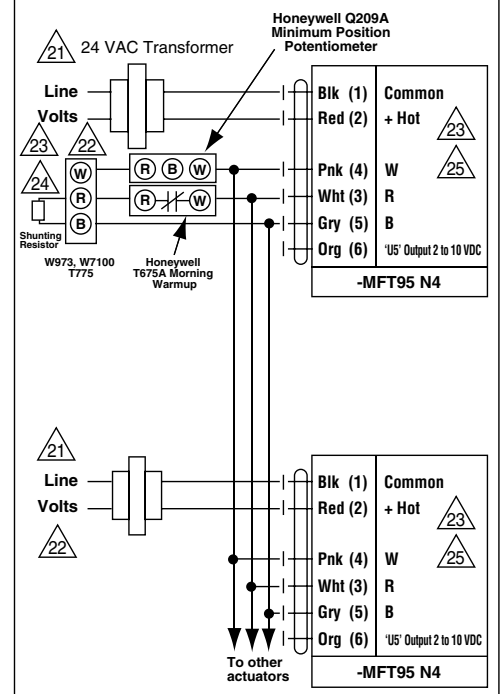 Honeywell Q209A
Minimum Position
Potentiometer
21 24 VAC Transformer
Line
Volts
Blk (1) Common
Red (2) + Hot
23
23 22
24
W
R
B
R B W
R W
Pnk (4) W
25
Wht (3) R
Gry (5) B
Org (6) 'U5' Output 2 to 10 VDC
-MFT95 N4
Shunting
Resistor
W973, W7100
T775
Honeywell
T675A Morning
Warmup
21
Line
Volts
22
Blk (1) Common
Red (2) + Hot
23
Pnk (4) W
25
Wht (3) R
Gry (5) B
Org (6) 'U5' Output 2 to 10 VDC
-MFT95 N4
To other
actuators